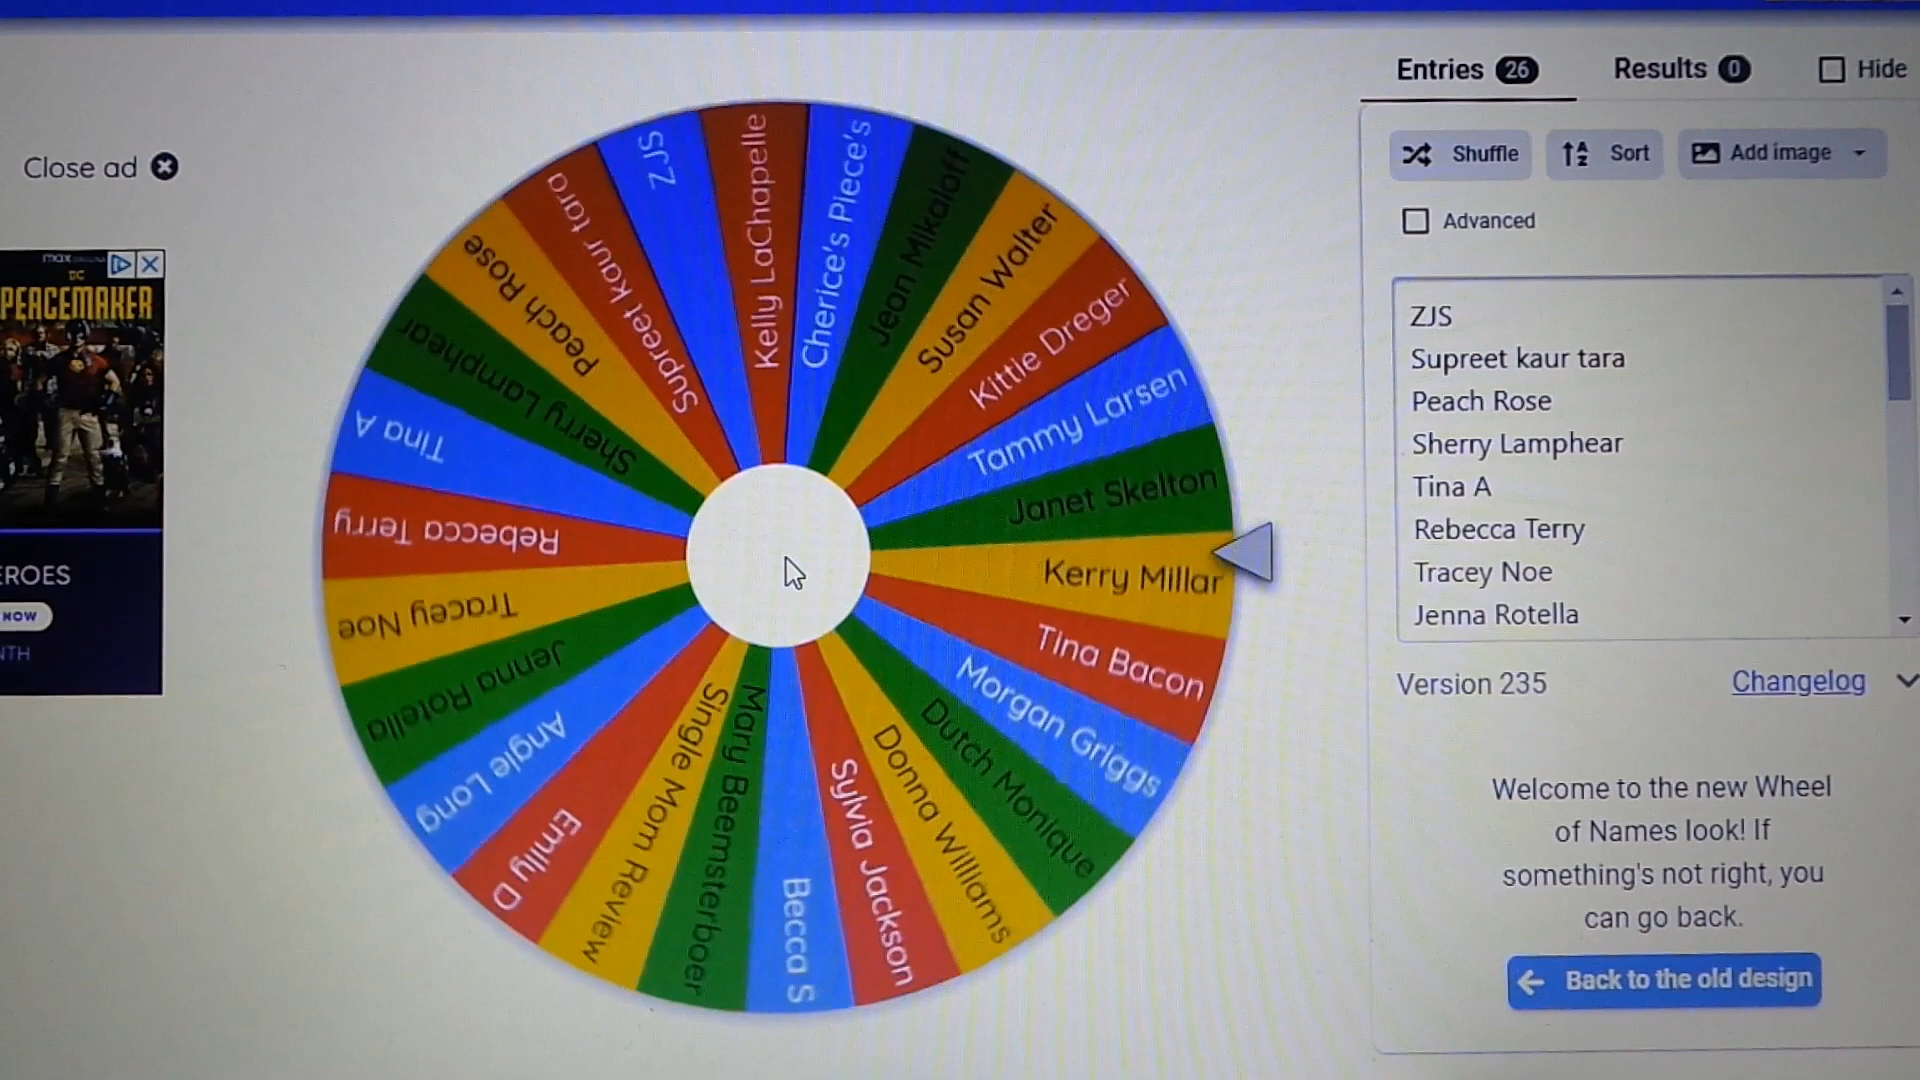 Entries 26
Results 0
Hide
Close ad
Shuffle
Sort
Add image
Advanced
max
DC
PEACEMAKER
EROES
NOW
NTH
ZJS
Kelly LaChapelle
Cherice's Piece's
Jean Mikaloff
Susan Walter
Kittie Dreger
Tammy Larsen
Janet Skelton
Kerry Millar
Tina Bacon
Morgan Griggs
Dutch Monique
Donna Williams
Sylvia Jackson
Becca S
Mary Beemsterboer
Single Mom Review
Emily D
Angie Long
Jenna Rotella
Tracey Noe
Rebecca Terry
Tina A
Sherry Lamphear
Peach Rose
Supreet kaur tara
ZJS
Supreet kaur tara
Peach Rose
Sherry Lamphear
Tina A
Rebecca Terry
Tracey Noe
Jenna Rotella
Version 235
Changelog
Welcome to the new Wheel
of Names look! If
something's not right, you
can go back.
Back to the old design